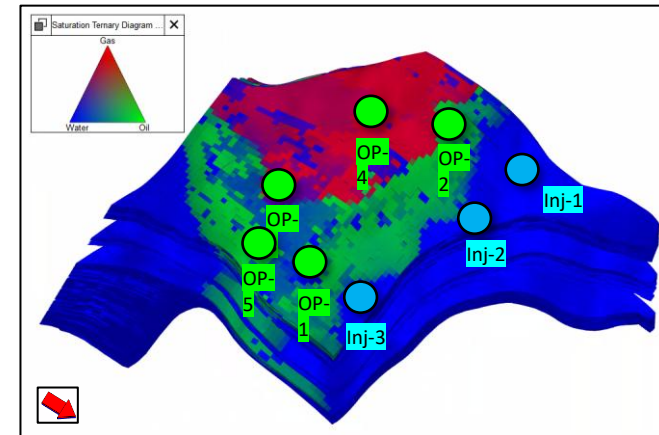 Saturation Ternary Diagram ...
Gas
Water
Oil
OP-
4
OP-
2
Inj-1
OP-
Inj-2
OP-
5
OP-
1
Inj-3